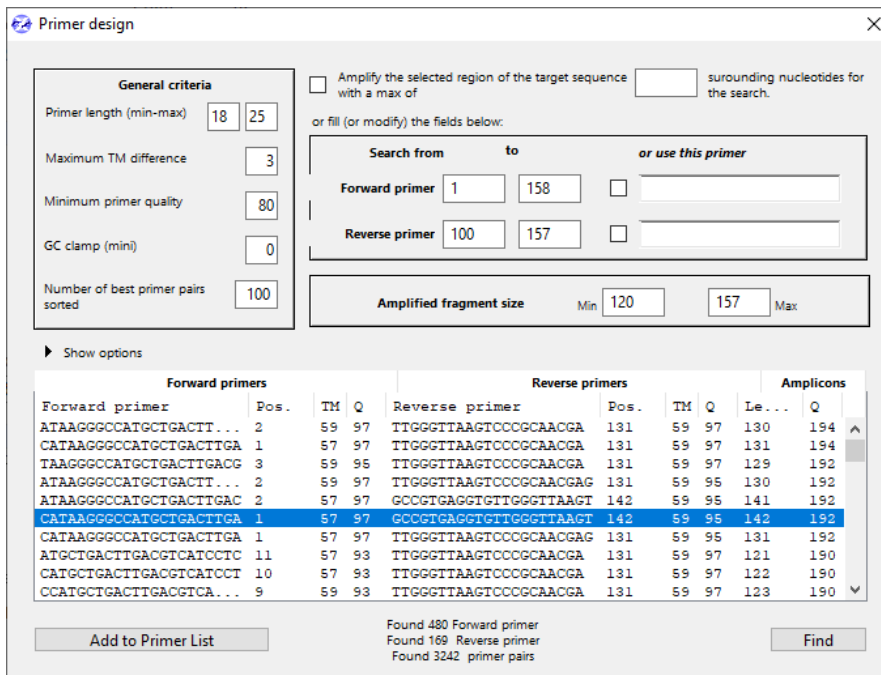 Primer design
General criteria
Primer length (min-max) 18 25
Maximum TM difference 3
Minimum primer quality 80
GC clamp (mini) 0
Number of best primer pairs
sorted 100
Amplify the selected region of the target sequence
with a max of
surounding nucleotides for
the search.
or fill (or modify) the fields below:
Search from to or use this primer
Forward primer 1 158
Reverse primer 100 157
Amplified fragment size Min 120 157 Max
Show options
Forward primers Reverse primers Amplicons
Forward primer Pos. TM Q Reverse primer Pos. TM Q Le... Q
ATAAGGGCCATGCTGACTT... 2 59 97 TTGGGTTAAGTCCCGCAACGA 131 59 97 130 194
CATAAGGGCCATGCTGACTTGA 1 57 97 TTGGGTTAAGTCCCGCAACGA 131 59 97 131 194
TAAGGGCCATGCTGACTTGACG 3 59 95 TTGGGTTAAGTCCCGCAACGA 131 59 97 129 192
ATAAGGGCCATGCTGACTT... 2 59 97 TTGGGTTAAGTCCCGCAACGAG 131 59 95 130 192
ATAAGGGCCATGCTGACTTGAC 2 57 97 GCCGTGAGGTGTTGGGTTAAGT 142 59 95 141 192
CATAAGGGCCATGCTGACTTGA 1 57 97 GCCGTGAGGTGTTGGGTTAAGT 142 59 95 142 192
CATAAGGGCCATGCTGACTTGA 1 57 97 TTGGGTTAAGTCCCGCAACGAG 131 59 95 131 192
ATGCTGACTTGACGTCATCCTC 11 57 93 TTGGGTTAAGTCCCGCAACGA 131 59 97 121 190
CATGCTGACTTGACGTCATCCT 10 57 93 TTGGGTTAAGTCCCGCAACGA 131 59 97 122 190
CCATGCTGACTTGACGTCA... 9 59 93 TTGGGTTAAGTCCCGCAACGA 131 59 97 123 190
Add to Primer List
Found 480 Forward primer
Found 169 Reverse primer
Found 3242 primer pairs
Find